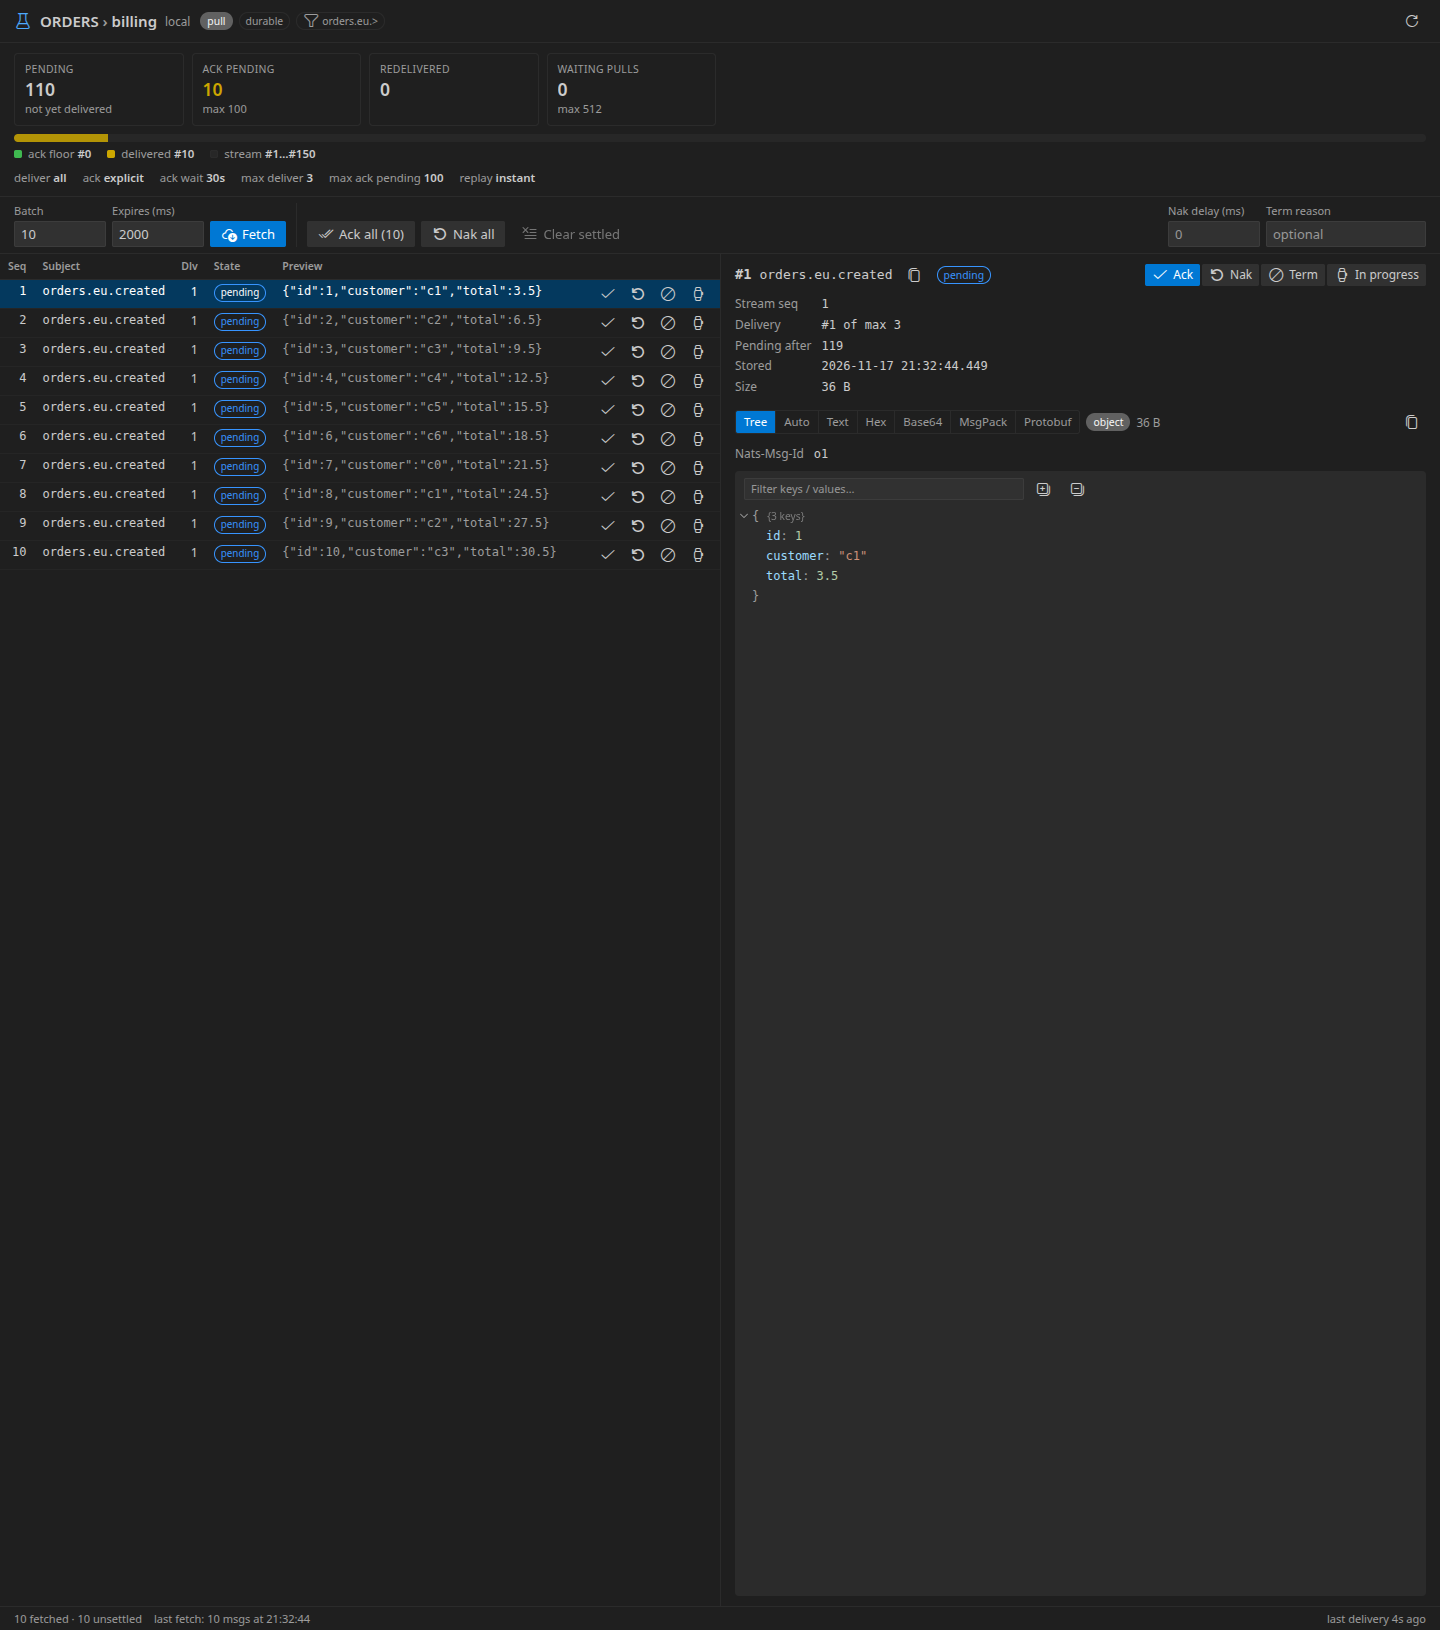 ORDERS › billing local pull durable orders.eu.>
PENDING
110
not yet delivered
ACK PENDING
10
max 100
REDELIVERED
0
WAITING PULLS
0
max 512
ack floor #0 delivered #10 stream #1…#150
deliver all ack explicit ack wait 30s max deliver 3 max ack pending 100 replay instant
Batch Expires (ms) Nak delay (ms) Term reason
10 2000 Fetch Ack all (10) Nak all Clear settled 0 optional
Seq Subject Dlv State Preview
1 orders.eu.created 1 pending {"id":1,"customer":"c1","total":3.5}
2 orders.eu.created 1 pending {"id":2,"customer":"c2","total":6.5}
3 orders.eu.created 1 pending {"id":3,"customer":"c3","total":9.5}
4 orders.eu.created 1 pending {"id":4,"customer":"c4","total":12.5}
5 orders.eu.created 1 pending {"id":5,"customer":"c5","total":15.5}
6 orders.eu.created 1 pending {"id":6,"customer":"c6","total":18.5}
7 orders.eu.created 1 pending {"id":7,"customer":"c0","total":21.5}
8 orders.eu.created 1 pending {"id":8,"customer":"c1","total":24.5}
9 orders.eu.created 1 pending {"id":9,"customer":"c2","total":27.5}
10 orders.eu.created 1 pending {"id":10,"customer":"c3","total":30.5}
#1 orders.eu.created pending Ack Nak Term In progress
Stream seq 1
Delivery #1 of max 3
Pending after 119
Stored 2026-11-17 21:32:44.449
Size 36 B
Tree Auto Text Hex Base64 MsgPack Protobuf object 36 B
Nats-Msg-Id o1
Filter keys / values…
{ {3 keys}
id: 1
customer: "c1"
total: 3.5
}
10 fetched · 10 unsettled last fetch: 10 msgs at 21:32:44 last delivery 4s ago